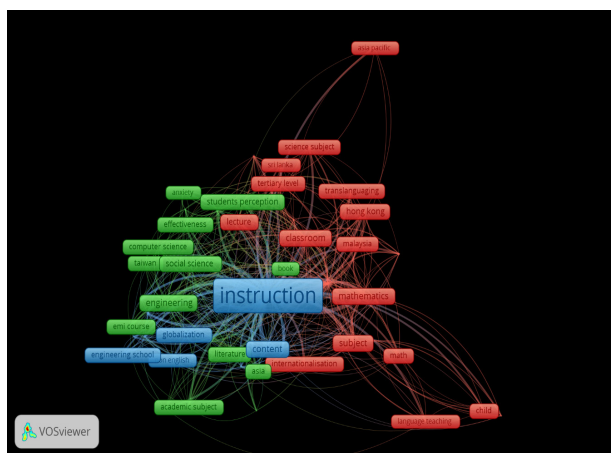 asia pacific
science subject
sri lanka
tertiary level
anxiety
translanguaging
students perception
hong kong
effectiveness
lecture
classroom
computer science
malaysia
taiwan
social science
book
instruction
mathematics
engineering
emi course
globalization
subject
content
engineering school
n english
literature
math
internationalisation
asia
academic subject
child
language teaching
VOSviewer